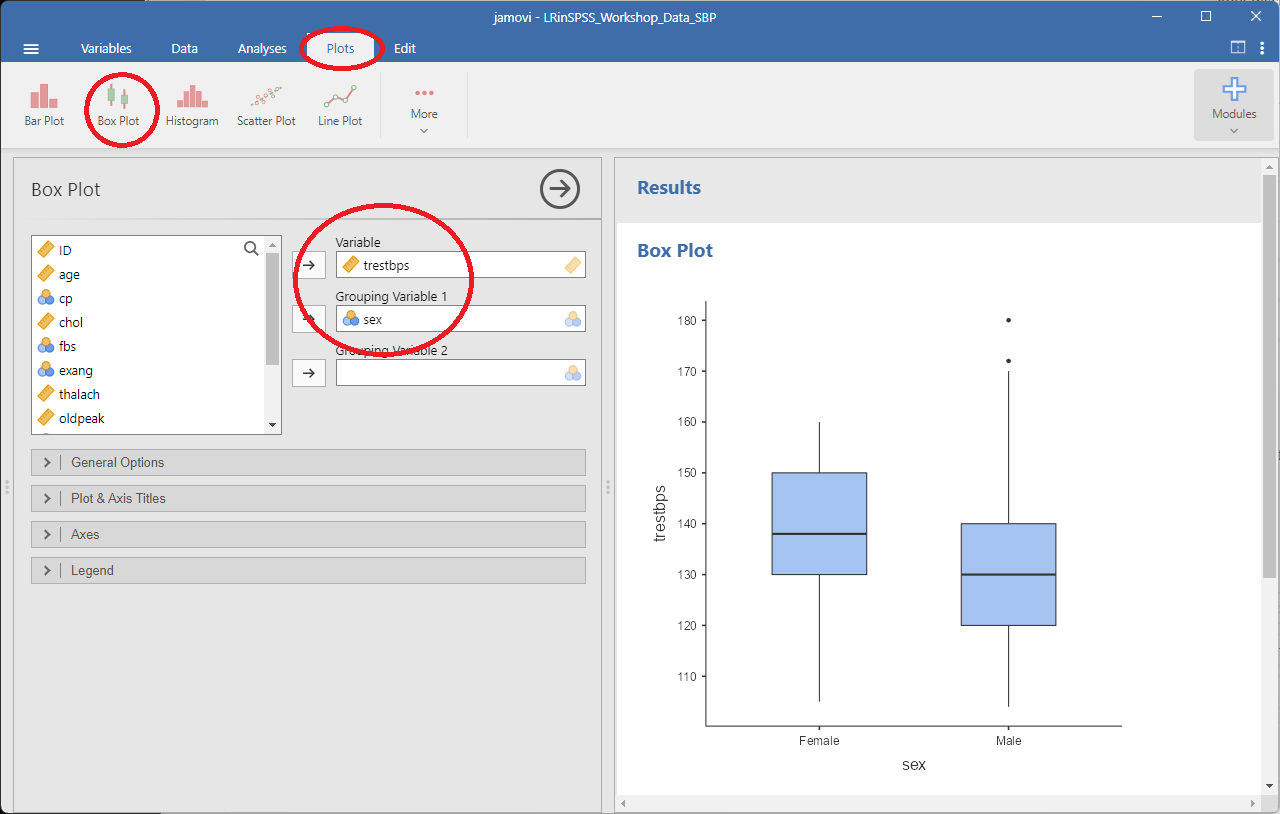 jamovi - LRinSPSS_Workshop_Data_SBP
Variables Data Analyses Plots Edit
Bar Plot Box Plot Histogram Scatter Plot Line Plot More Modules
Box Plot
ID
age
cp
chol
fbs
exang
thalach
oldpeak
Variable
trestbps
Grouping Variable 1
sex
Grouping Variable 2
General Options
Plot & Axis Titles
Axes
Legend
Results
Box Plot
180
170
160
150
140
130
120
110
trestbps
Female Male
sex